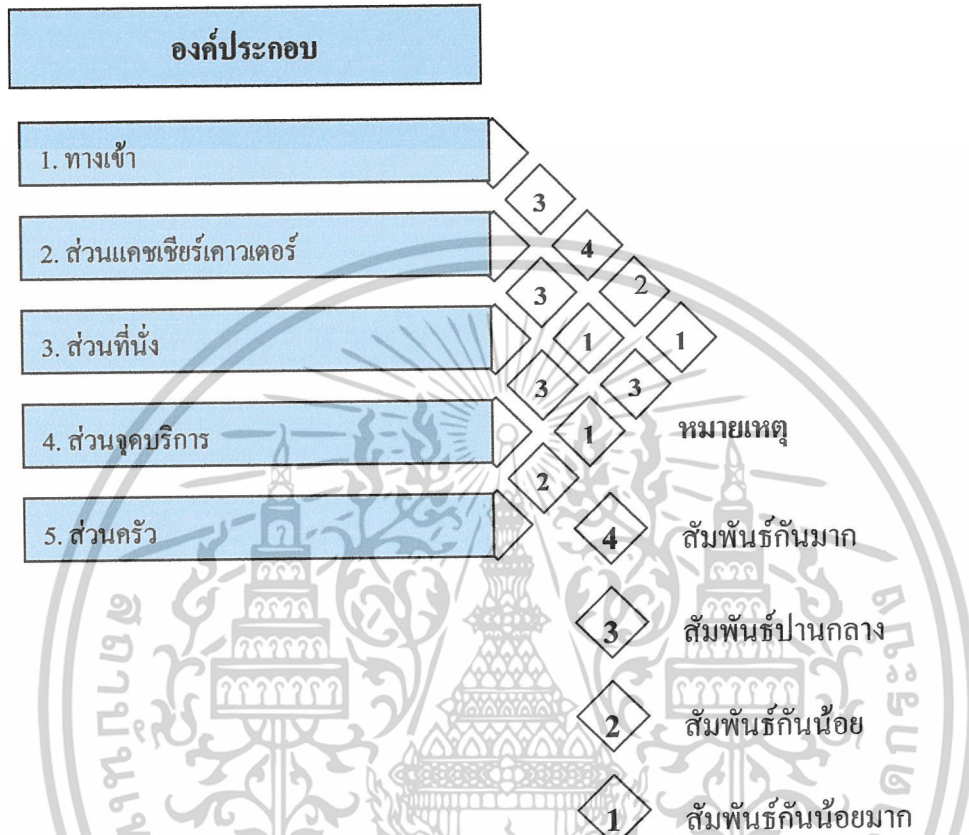 องค์ประกอบ
1. ทางเข้า
3
2. ส่วนแคชเชียร์เคาวเตอร์
4
3
2
3. ส่วนที่นั่ง
1
1
3
3
4. ส่วนจุดบริการ
1
หมายเหตุ
2
5. ส่วนครัว
4 สัมพันธ์กันมาก
3 สัมพันธ์ปานกลาง
2 สัมพันธ์กันน้อย
1 สัมพันธ์กันน้อยมาก